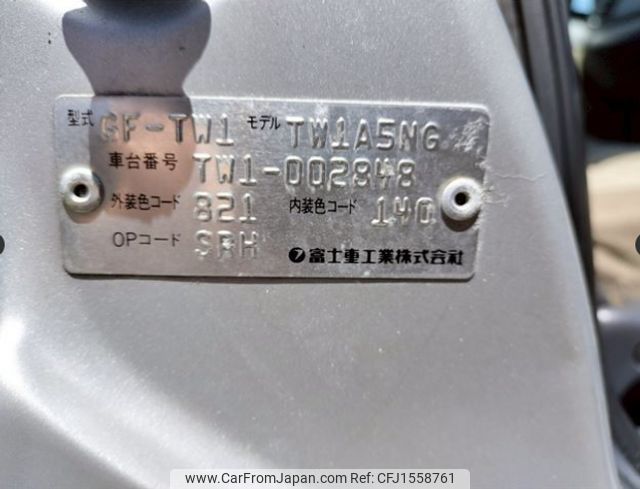 型式 GF-TW1 モデル TW1A5NG
車台番号 TW1-002848
外装色コード 821 内装色コード 140
OPコード SRH 富士重工業株式会社
www.CarFromJapan.com Ref:CFJ1558761